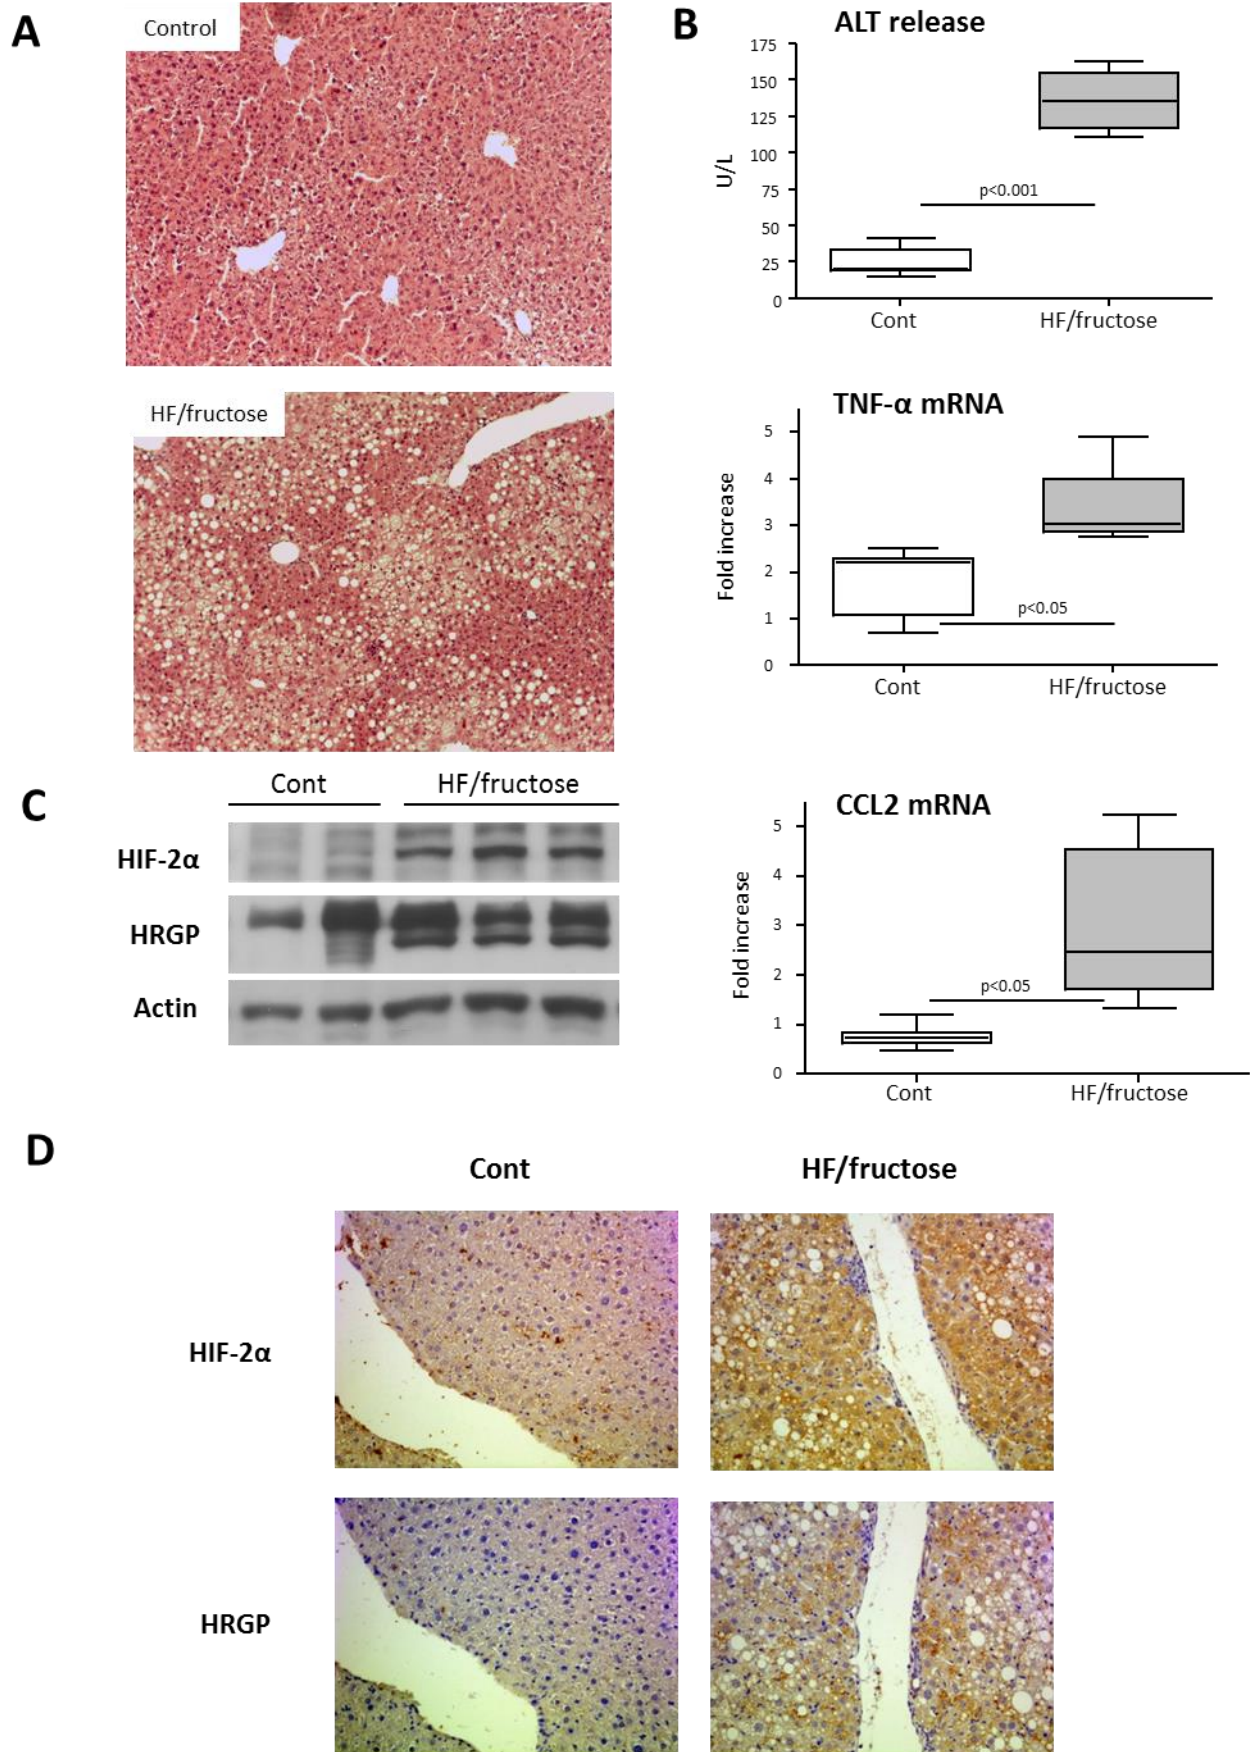 A
Control
HF/fructose
B
ALT release
175
150
125
100
75
50
25
0
U/L
p<0.001
Cont
HF/fructose
TNF-α mRNA
5
4
3
2
1
0
Fold increase
p<0.05
Cont
HF/fructose
CCL2 mRNA
5
4
3
2
1
0
Fold increase
p<0.05
Cont
HF/fructose
C
Cont
HF/fructose
HIF-2α
HRGP
Actin
D
Cont
HF/fructose
HIF-2α
HRGP